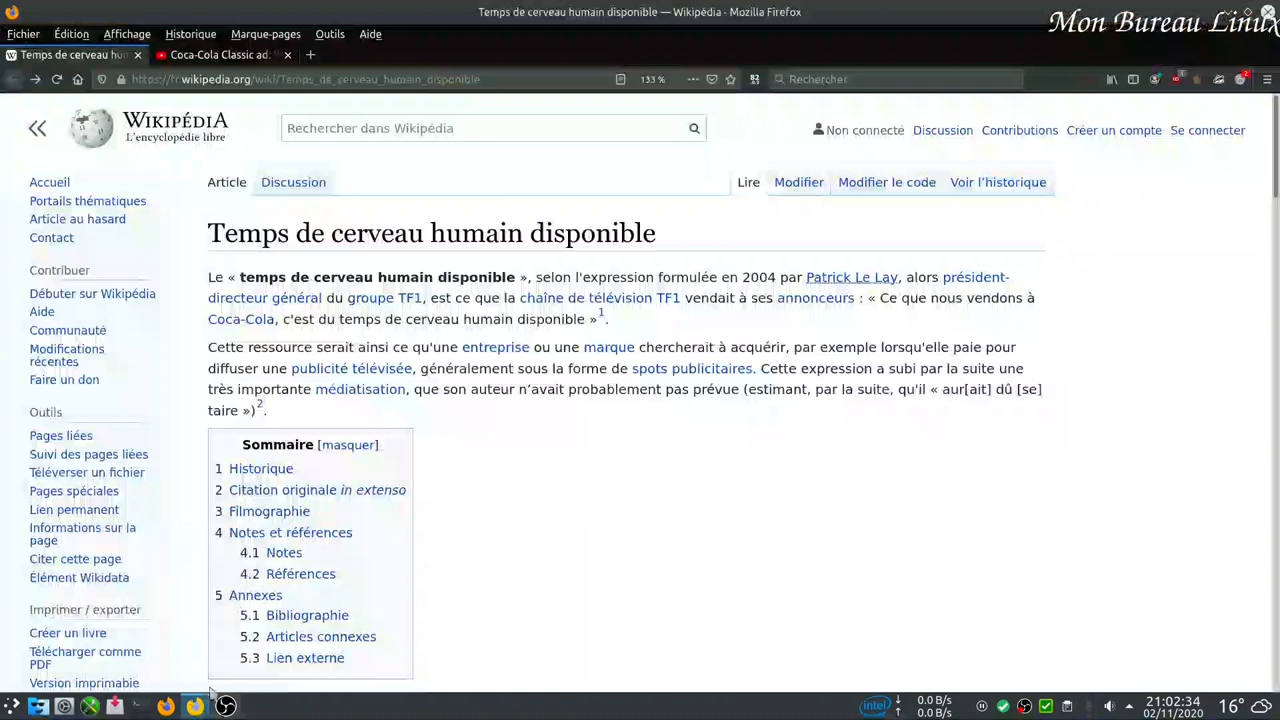 Temps de cerveau humain disponible — Wikipédia - Mozilla Firefox
Mon Bureau Linux
Fichier Édition Affichage Historique Marque-pages Outils Aide
Temps de cerveau hum
Coca-Cola Classic ad:
https://fr.wikipedia.org/wiki/Temps_de_cerveau_humain_disponible
133 %
Rechercher
WIKIPÉDIA
L'encyclopédie libre
Rechercher dans Wikipédia
Non connecté Discussion Contributions Créer un compte Se connecter
Accueil
Portails thématiques
Article au hasard
Contact
Contribuer
Débuter sur Wikipédia
Aide
Communauté
Modifications
récentes
Faire un don
Outils
Pages liées
Suivi des pages liées
Téléverser un fichier
Pages spéciales
Lien permanent
Informations sur la
page
Citer cette page
Élément Wikidata
Imprimer / exporter
Créer un livre
Télécharger comme
PDF
Version imprimable
Article Discussion
Lire Modifier Modifier le code Voir l'historique
Temps de cerveau humain disponible
Le « temps de cerveau humain disponible », selon l'expression formulée en 2004 par Patrick Le Lay, alors président-
directeur général du groupe TF1, est ce que la chaîne de télévision TF1 vendait à ses annonceurs : « Ce que nous vendons à
Coca-Cola, c'est du temps de cerveau humain disponible »1.
Cette ressource serait ainsi ce qu'une entreprise ou une marque chercherait à acquérir, par exemple lorsqu'elle paie pour
diffuser une publicité télévisée, généralement sous la forme de spots publicitaires. Cette expression a subi par la suite une
très importante médiatisation, que son auteur n'avait probablement pas prévue (estimant, par la suite, qu'il « aur[ait] dû [se]
taire »)2.
Sommaire [masquer]
1 Historique
2 Citation originale in extenso
3 Filmographie
4 Notes et références
4.1 Notes
4.2 Références
5 Annexes
5.1 Bibliographie
5.2 Articles connexes
5.3 Lien externe
intel
0.0 B/s
0.0 B/s
21:02:34
02/11/2020
16°